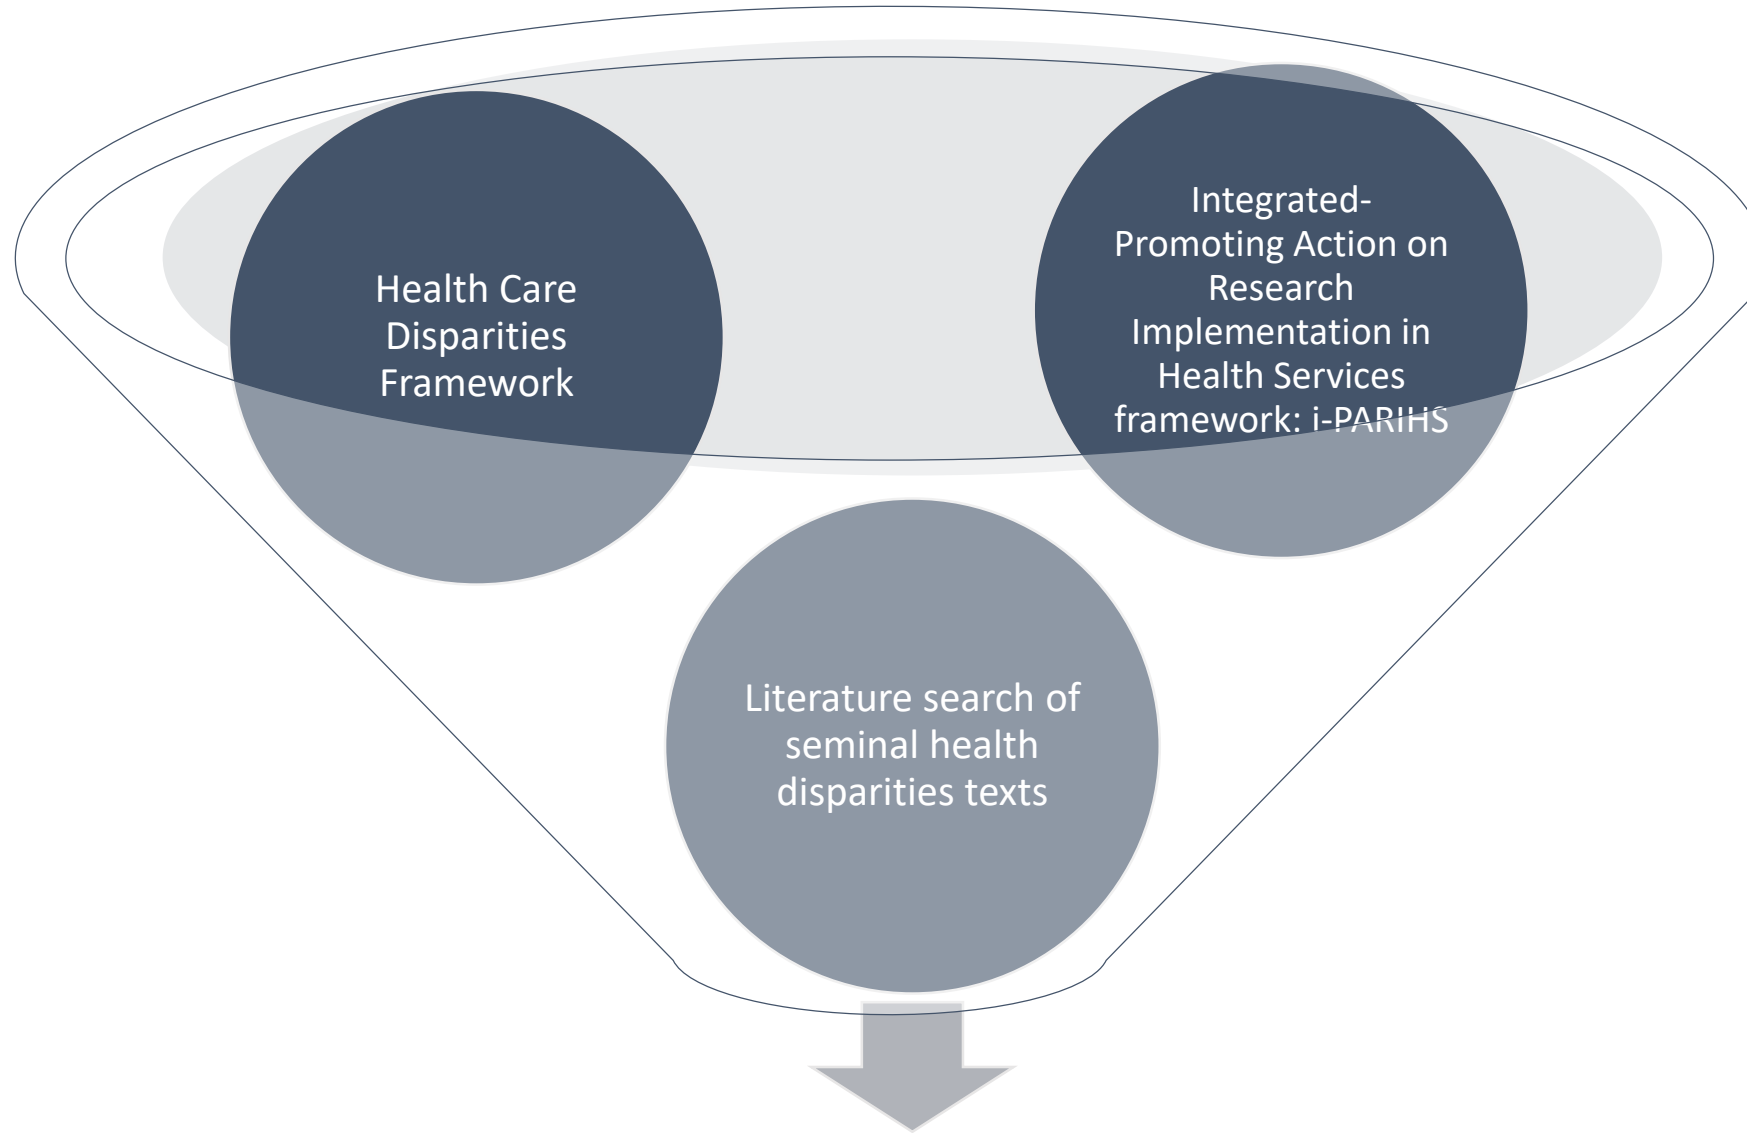 Health Care
Disparities
Framework
Integrated-
Promoting Action on
Research
Implementation in
Health Services
framework: i-PARIHS
Literature search of
seminal health
disparities texts